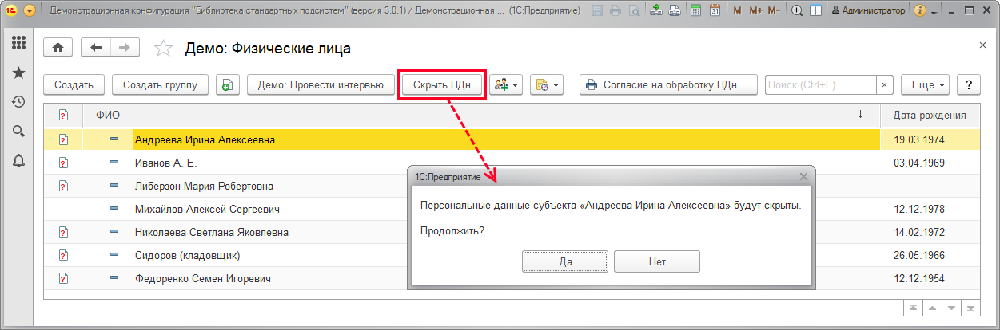 Демонстрационная конфигурация "Библиотека стандартных подсистем" (версия 3.0.1) / Демонстрационная ... (1С:Предприятие) M M+ M- Администратор
Демо: Физические лица
Создать Создать группу Демо: Провести интервью Скрыть ПДн Согласие на обработку ПДн... Поиск (Ctrl+F) × Еще ?
ФИО ↓ Дата рождения
Андреева Ирина Алексеевна 19.03.1974
Иванов А. Е. 03.04.1969
Либерзон Мария Робертовна
Михайлов Алексей Сергеевич 12.12.1978
Николаева Светлана Яковлевна 14.02.1972
Сидоров (кладовщик) 26.05.1966
Федоренко Семен Игоревич 12.12.1954
1С:Предприятие
Персональные данные субъекта «Андреева Ирина Алексеевна» будут скрыты.
Продолжить?
Да Нет